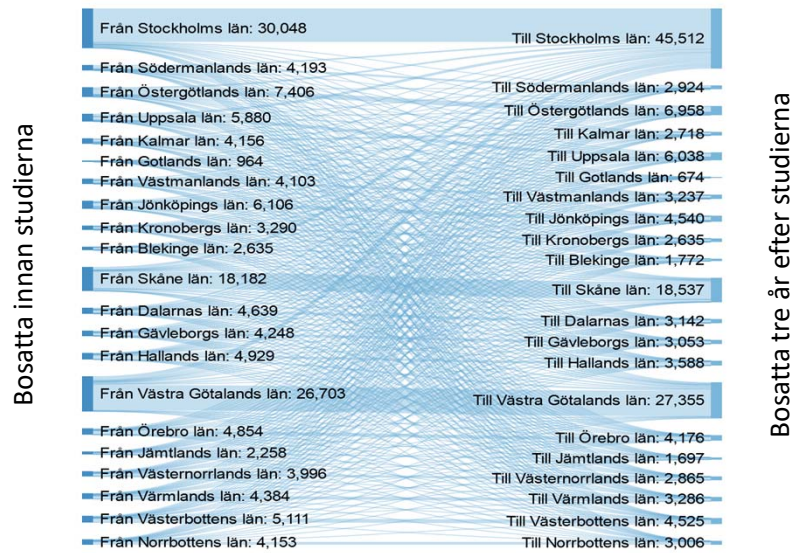 Bosatta innan studierna
Från Stockholms län: 30,048
Från Södermanlands län: 4,193
Från Östergötlands län: 7,406
Från Uppsala län: 5,880
Från Kalmar län: 4,156
Från Gotlands län: 964
Från Västmanlands län: 4,103
Från Jönköpings län: 6,106
Från Kronobergs län: 3,290
Från Blekinge län: 2,635
Från Skåne län: 18,182
Från Dalarnas län: 4,639
Från Gävleborgs län: 4,248
Från Hallands län: 4,929
Från Västra Götalands län: 26,703
Från Örebro län: 4,854
Från Jämtlands län: 2,258
Från Västernorrlands län: 3,996
Från Värmlands län: 4,384
Från Västerbottens län: 5,111
Från Norrbottens län: 4,153
Till Stockholms län: 45,512
Till Södermanlands län: 2,924
Till Östergötlands län: 6,958
Till Kalmar län: 2,718
Till Uppsala län: 6,038
Till Gotlands län: 674
Till Västmanlands län: 3,237
Till Jönköpings län: 4,540
Till Kronobergs län: 2,635
Till Blekinge län: 1,772
Till Skåne län: 18,537
Till Dalarnas län: 3,142
Till Gävleborgs län: 3,053
Till Hallands län: 3,588
Till Västra Götalands län: 27,355
Till Örebro län: 4,176
Till Jämtlands län: 1,697
Till Västernorrlands län: 2,865
Till Värmlands län: 3,286
Till Västerbottens län: 4,525
Till Norrbottens län: 3,006
Bosatta tre år efter studierna